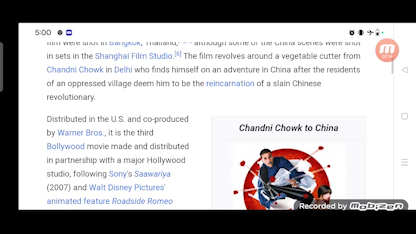 5:00
film were shot in Bangkok, Thailand, although some of the China scenes were shot
in sets in the Shanghai Film Studio.[6] The film revolves around a vegetable cutter from
Chandni Chowk in Delhi who finds himself on an adventure in China after the residents
of an oppressed village deem him to be the reincarnation of a slain Chinese
revolutionary.
Distributed in the U.S. and co-produced
by Warner Bros., it is the third
Bollywood movie made and distributed
in partnership with a major Hollywood
studio, following Sony's Saawariya
(2007) and Walt Disney Pictures'
animated feature Roadside Romeo
Chandni Chowk to China
Recorded by Mobizen